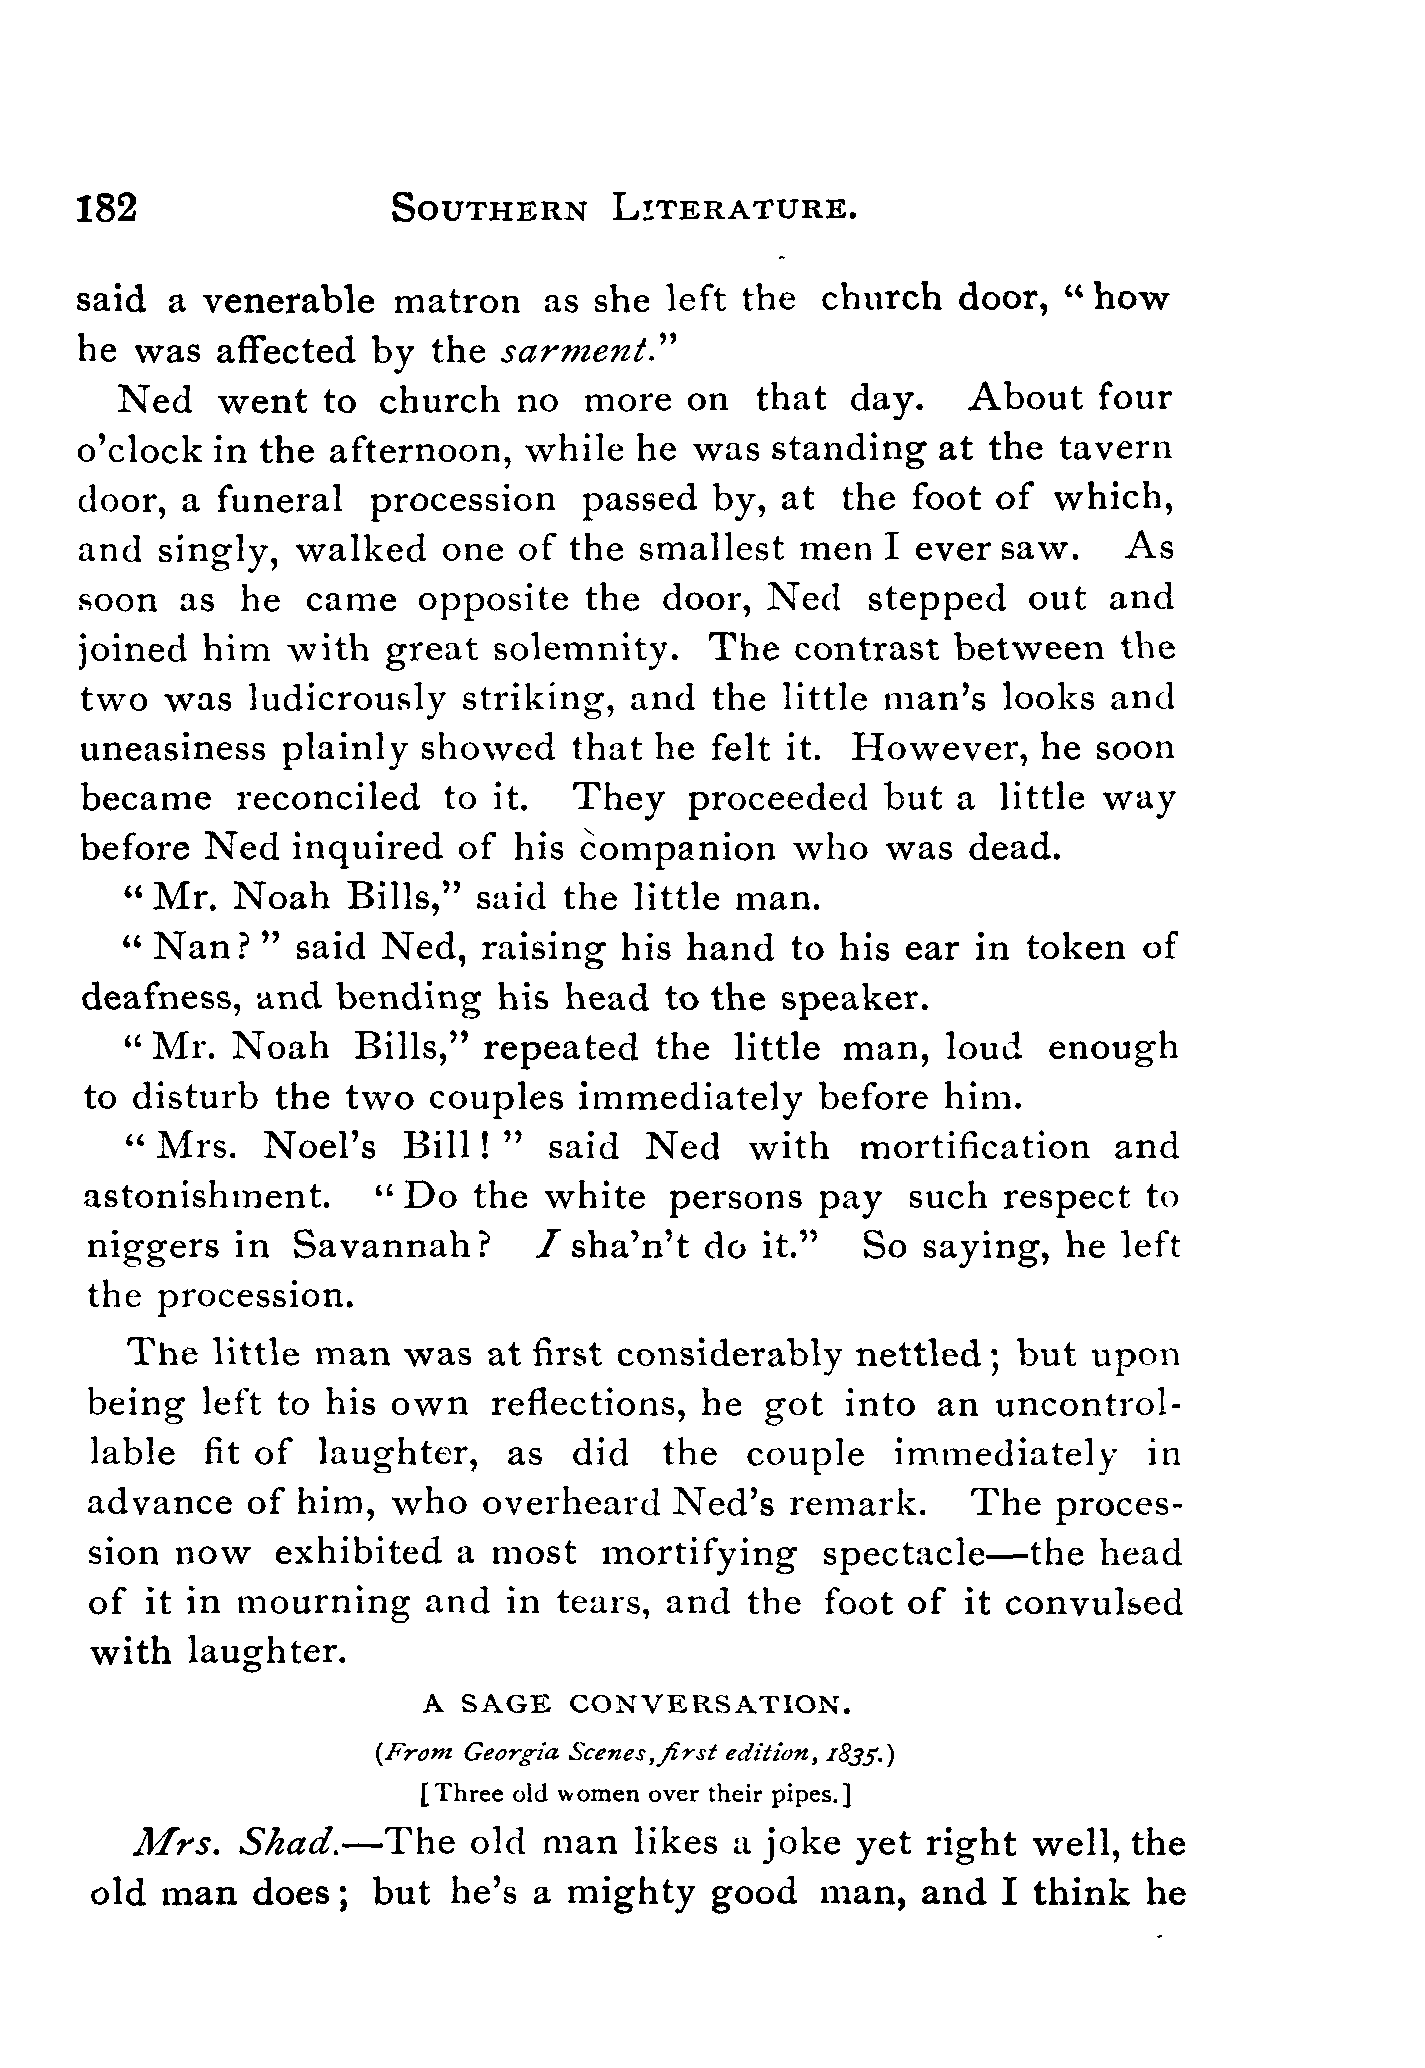 182 SOUTHERN LITERATURE.
said a venerable matron as she left the church door, “ how
he was affected by the sarment.”
Ned went to church no more on that day. About four
o’clock in the afternoon, while he was standing at the tavern
door, a funeral procession passed by, at the foot of which,
and singly, walked one of the smallest men I ever saw. As
soon as he came opposite the door, Ned stepped out and
joined him with great solemnity. The contrast between the
two was ludicrously striking, and the little man’s looks and
uneasiness plainly showed that he felt it. However, he soon
became reconciled to it. They proceeded but a little way
before Ned inquired of his companion who was dead.
“ Mr. Noah Bills,” said the little man.
“ Nan? ” said Ned, raising his hand to his ear in token of
deafness, and bending his head to the speaker.
“ Mr. Noah Bills,” repeated the little man, loud enough
to disturb the two couples immediately before him.
“ Mrs. Noel’s Bill! ” said Ned with mortification and
astonishment. “ Do the white persons pay such respect to
niggers in Savannah? I sha’n’t do it.” So saying, he left
the procession.
The little man was at first considerably nettled; but upon
being left to his own reflections, he got into an uncontrol-
lable fit of laughter, as did the couple immediately in
advance of him, who overheard Ned’s remark. The proces-
sion now exhibited a most mortifying spectacle—the head
of it in mourning and in tears, and the foot of it convulsed
with laughter.
A SAGE CONVERSATION.
(From Georgia Scenes, first edition, 1835.)
[Three old women over their pipes.]
Mrs. Shad.—The old man likes a joke yet right well, the
old man does; but he’s a mighty good man, and I think he